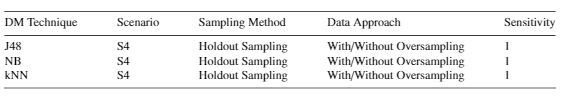 DM Technique Scenario Sampling Method Data Approach Sensitivity
J48 S4 Holdout Sampling With/Without Oversampling 1
NB S4 Holdout Sampling With/Without Oversampling 1
kNN S4 Holdout Sampling With/Without Oversampling 1